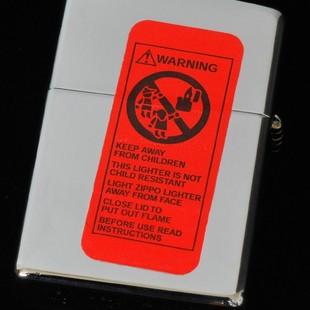 WARNING
KEEP AWAY
FROM CHILDREN
THIS LIGHTER IS NOT
CHILD RESISTANT
LIGHT ZIPPO LIGHTER
AWAY FROM FACE
CLOSE LID TO
PUT OUT FLAME
BEFORE USE READ
INSTRUCTIONS